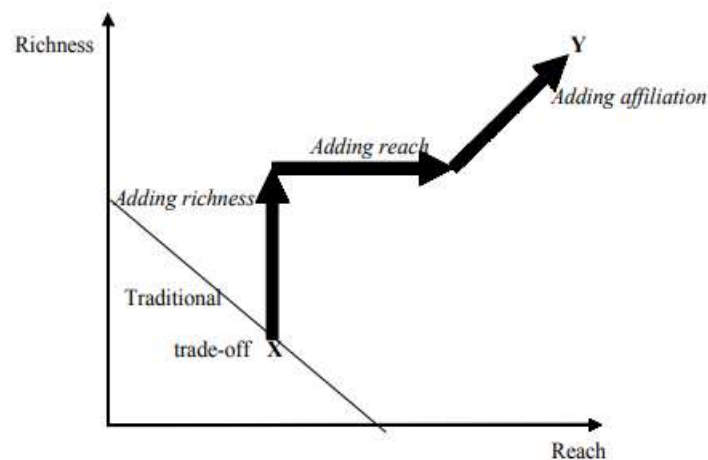 Richness
Y
Adding affiliation
Adding reach
Adding richness
Traditional
trade-off X
Reach